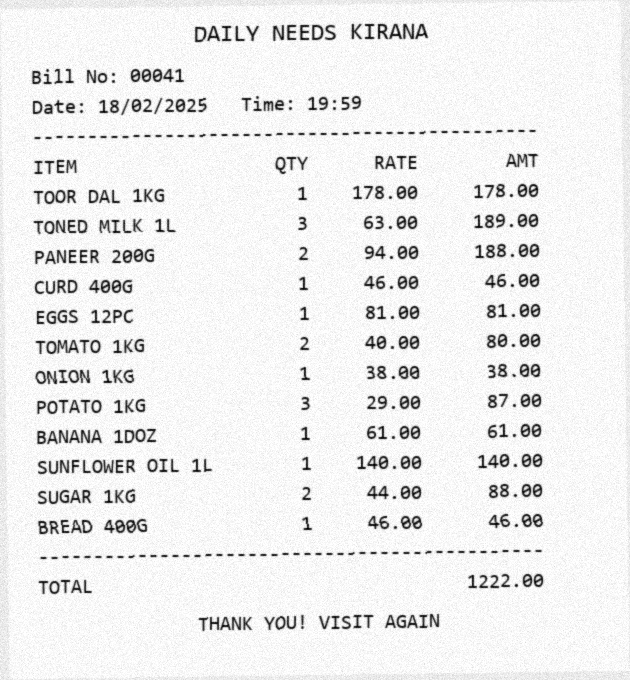 DAILY NEEDS KIRANA
Bill No: 00041
Date: 18/02/2025 Time: 19:59
----------------------------------------------
ITEM QTY RATE AMT
TOOR DAL 1KG 1 178.00 178.00
TONED MILK 1L 3 63.00 189.00
PANEER 200G 2 94.00 188.00
CURD 400G 1 46.00 46.00
EGGS 12PC 1 81.00 81.00
TOMATO 1KG 2 40.00 80.00
ONION 1KG 1 38.00 38.00
POTATO 1KG 3 29.00 87.00
BANANA 1DOZ 1 61.00 61.00
SUNFLOWER OIL 1L 1 140.00 140.00
SUGAR 1KG 2 44.00 88.00
BREAD 400G 1 46.00 46.00
----------------------------------------------
TOTAL 1222.00
THANK YOU! VISIT AGAIN